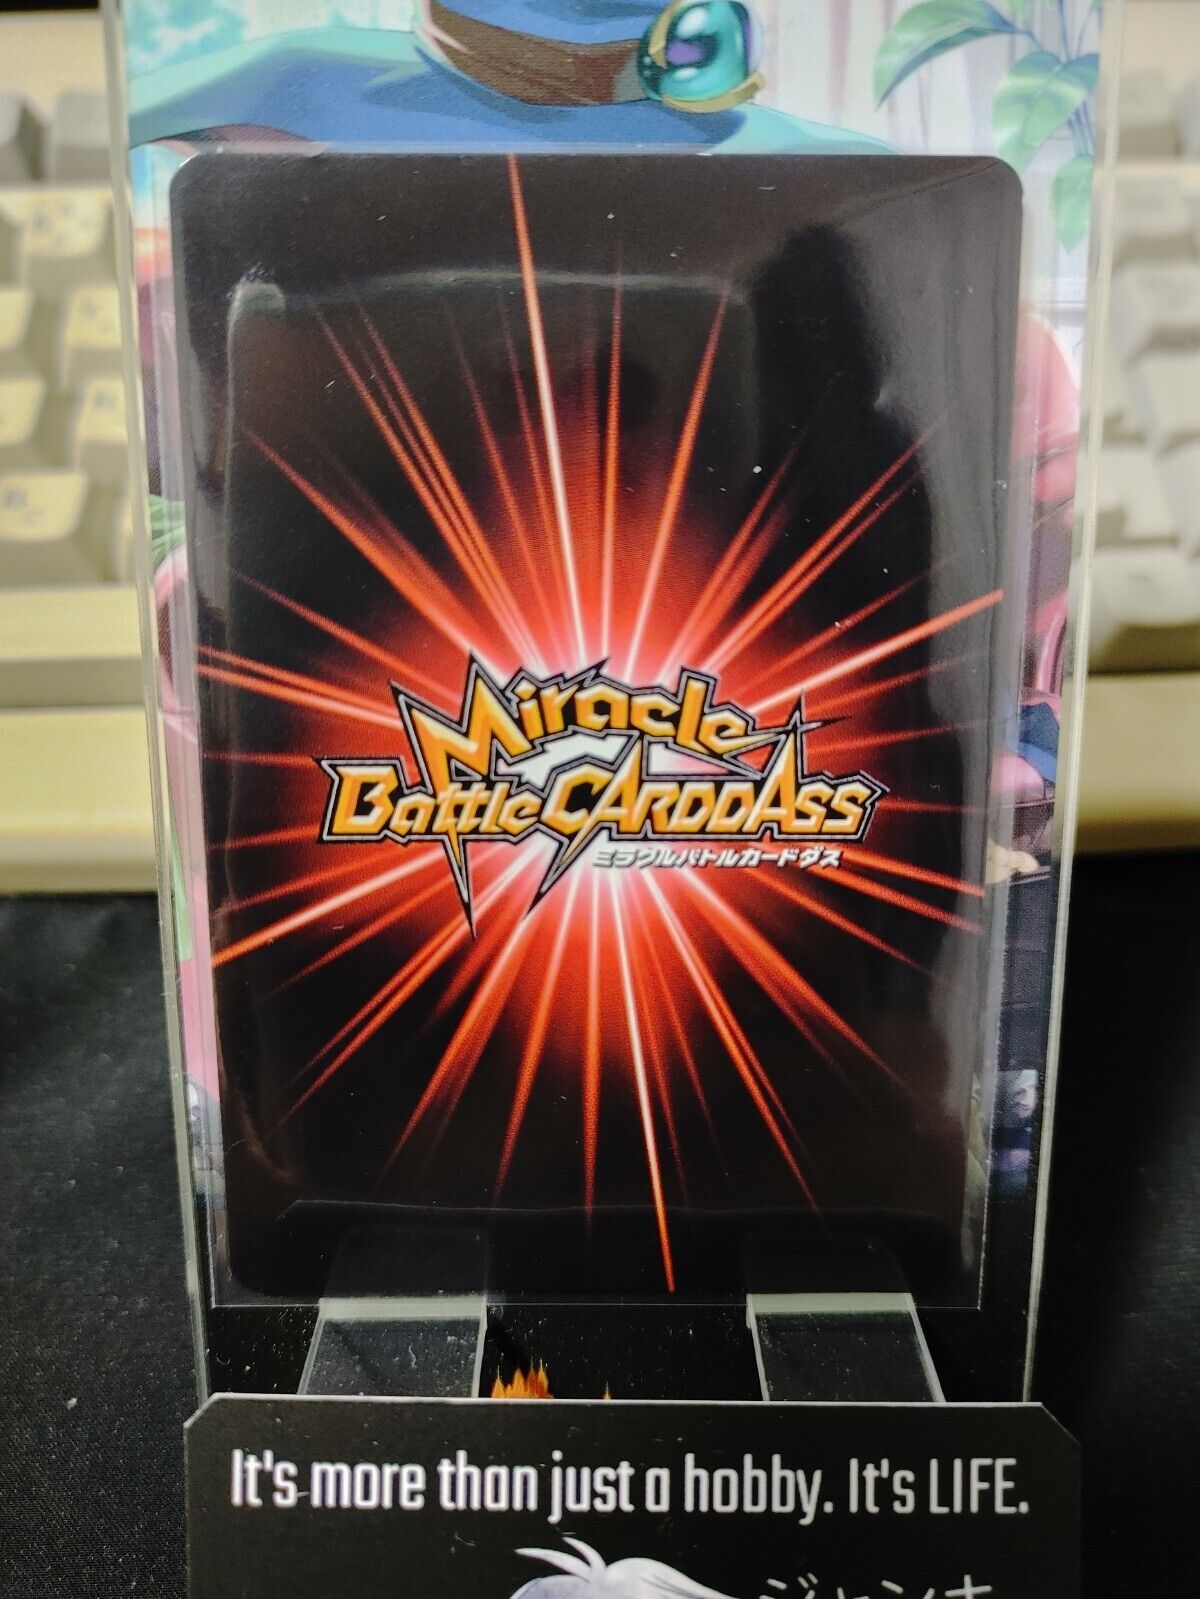 Miracle
Battle CARDDASS
ミラクルバトルカードダス
It's more than just a hobby. It's LIFE.